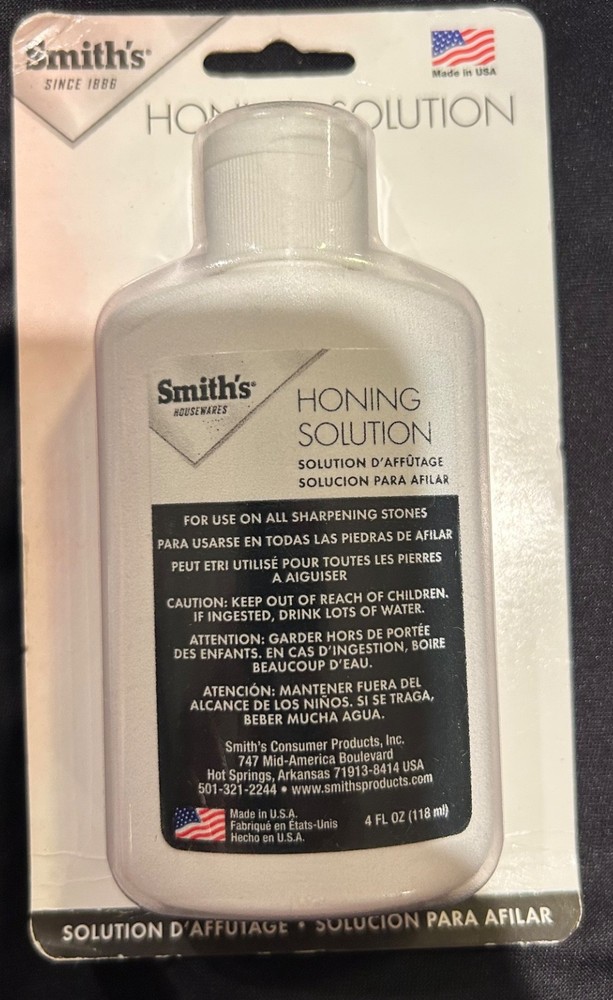 Smith's
SINCE 1886
Made in USA
HONING SOLUTION
Smith's
HOUSEWARES
HONING
SOLUTION
SOLUTION D'AFFÛTAGE
SOLUCION PARA AFILAR
FOR USE ON ALL SHARPENING STONES
PARA USARSE EN TODAS LAS PIEDRAS DE AFILAR
PEUT ETRI UTILISÉ POUR TOUTES LES PIERRES
A AIGUISER
CAUTION: KEEP OUT OF REACH OF CHILDREN.
IF INGESTED, DRINK LOTS OF WATER.
ATTENTION: GARDER HORS DE PORTÉE
DES ENFANTS. EN CAS D'INGESTION, BOIRE
BEAUCOUP D'EAU.
ATENCIÓN: MANTENER FUERA DEL
ALCANCE DE LOS NIÑOS. SI SE TRAGA,
BEBER MUCHA AGUA.
Smith's Consumer Products, Inc.
747 Mid-America Boulevard
Hot Springs, Arkansas 71913-8414 USA
501-321-2244 • www.smithsproducts.com
Made in U.S.A.
Fabriqué en États-Unis
Hecho en U.S.A.
4 FL OZ (118 ml)
SOLUTION D'AFFUTAGE • SOLUCION PARA AFILAR